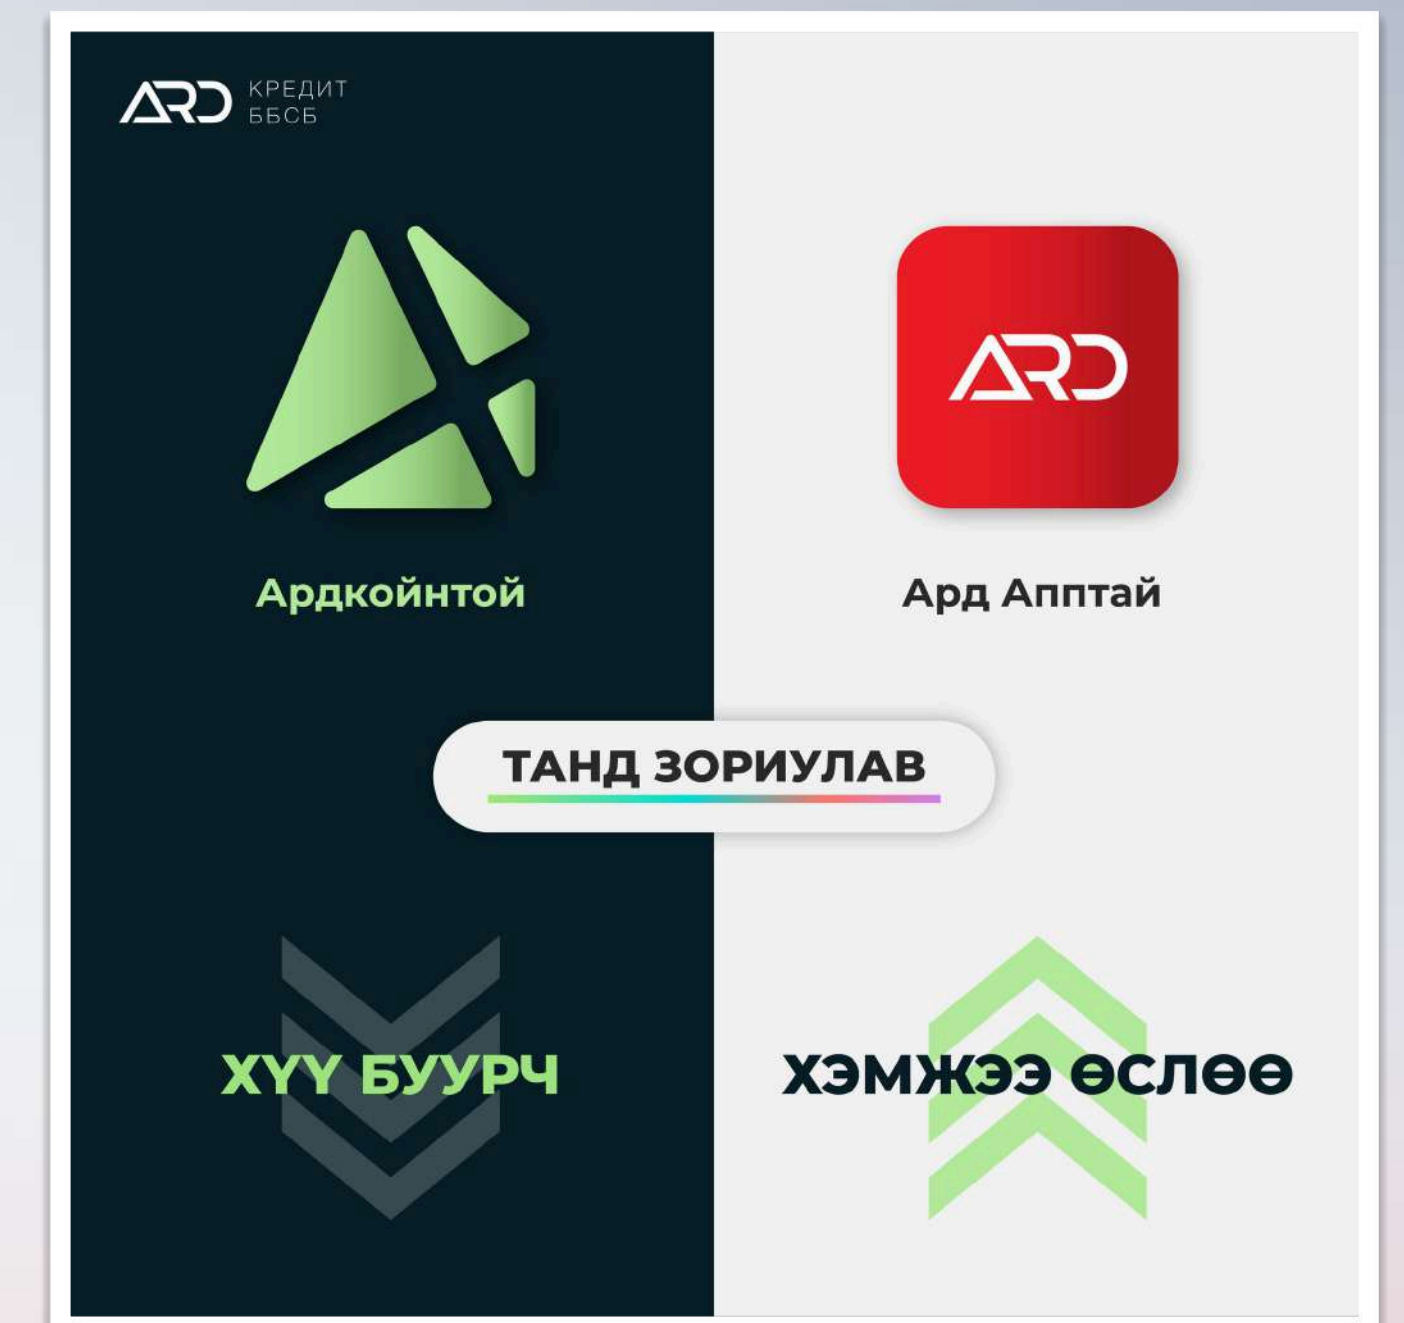 ARD КРЕДИТ
ББСБ
ARD
Ардкойнтой
Ард Апптай
ТАНД ЗОРИУЛАВ
ХҮҮ БУУРЧ
ХЭМЖЭЭ ӨСЛӨӨ